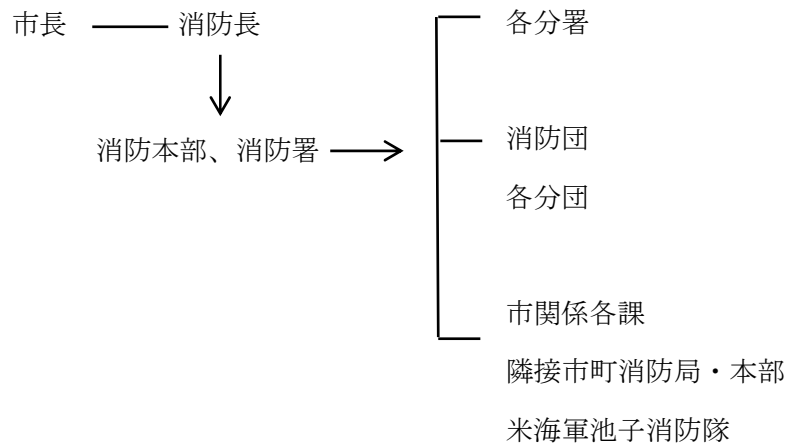 市長
消防長
消防本部、消防署
各分署
消防団
各分団
市関係各課
隣接市町消防局・本部
米海軍池子消防隊